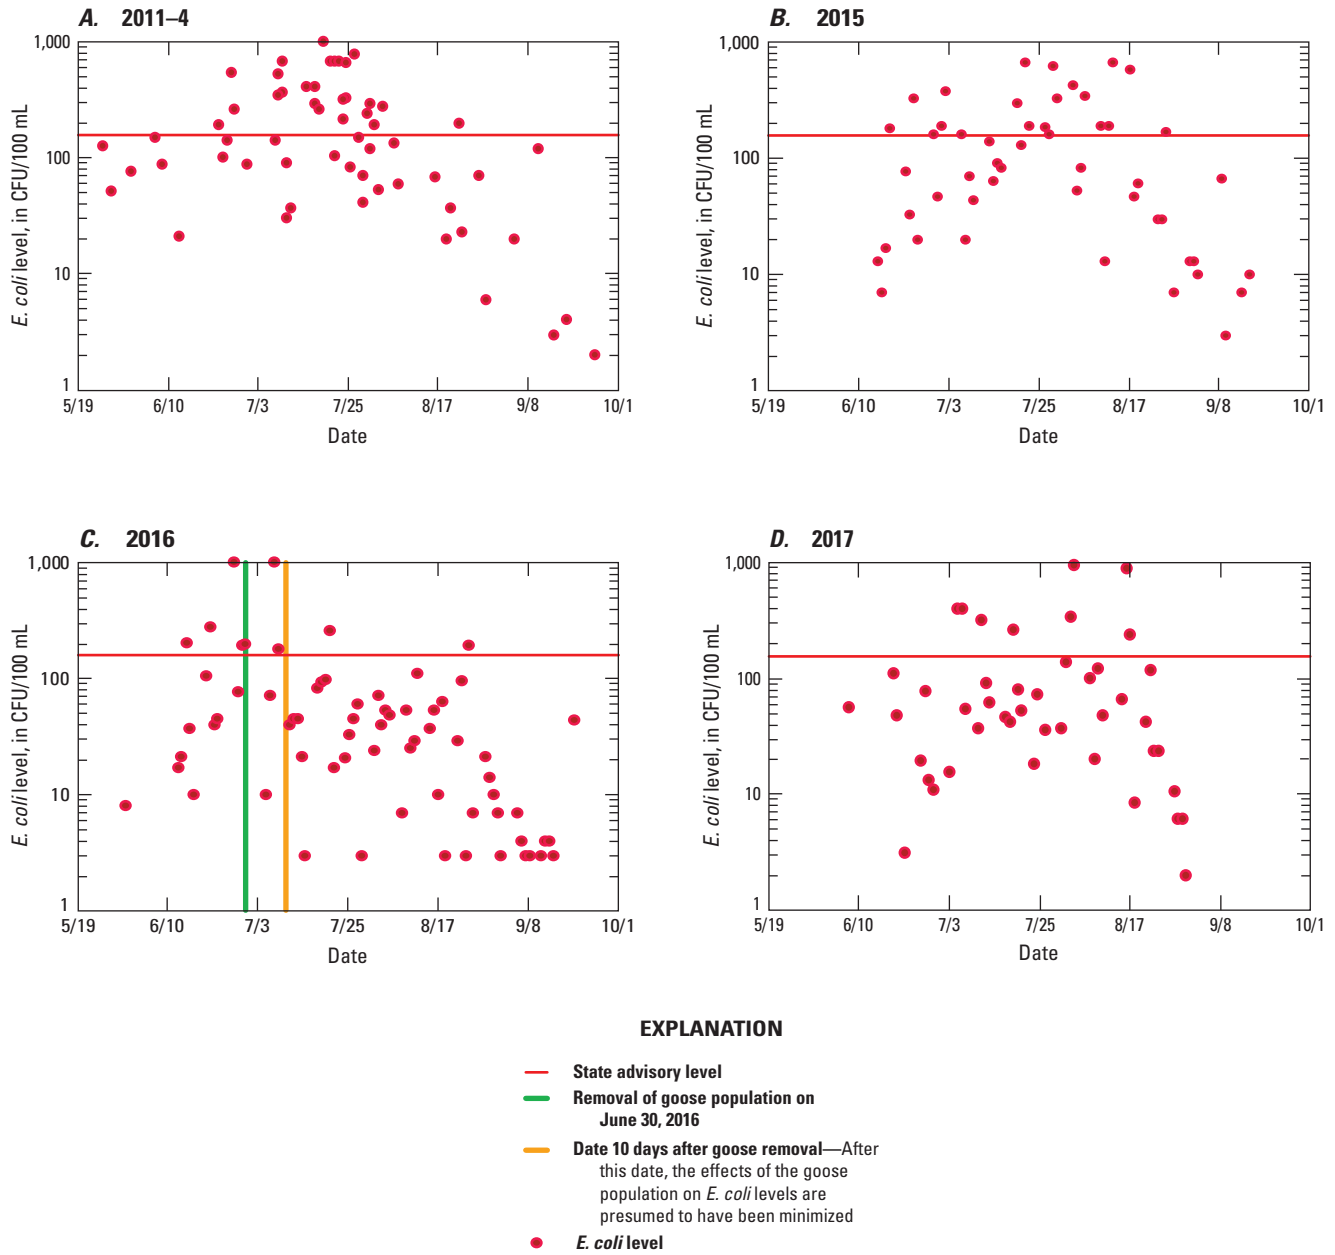 A. 2011–4
1,000
100
10
1
E. coli level, in CFU/100 mL
5/19 6/10 7/3 7/25 8/17 9/8 10/1
Date
B. 2015
1,000
100
10
1
E. coli level, in CFU/100 mL
5/19 6/10 7/3 7/25 8/17 9/8 10/1
Date
C. 2016
1,000
100
10
1
E. coli level, in CFU/100 mL
5/19 6/10 7/3 7/25 8/17 9/8 10/1
Date
D. 2017
1,000
100
10
1
E. coli level, in CFU/100 mL
5/19 6/10 7/3 7/25 8/17 9/8 10/1
Date
EXPLANATION
State advisory level
Removal of goose population on
June 30, 2016
Date 10 days after goose removal—After
this date, the effects of the goose
population on E. coli levels are
presumed to have been minimized
E. coli level